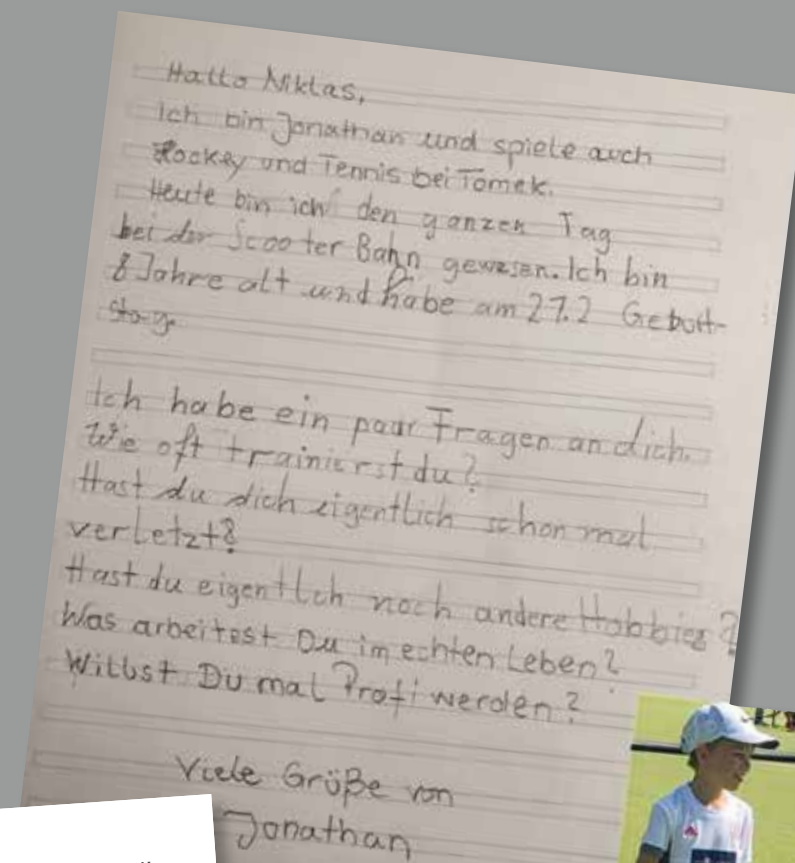 Hallo Niklas,
ich bin Jonathan und spiele auch
Hockey und Tennis bei Tomek.
Heute bin ich den ganzen Tag
bei der Scooter Bahn gewesen. Ich bin
8 Jahre alt und habe am 27.2 Geburt-
stag.
Ich habe ein paar Fragen an dich.
Wie oft trainierst du?
Hast du dich eigentlich schon mal
verletzt?
Hast du eigentlch noch andere Hobbies?
Was arbeitest Du im echten Leben?
Willst Du mal Profi werden?
Viele Grüße von
Jonathan